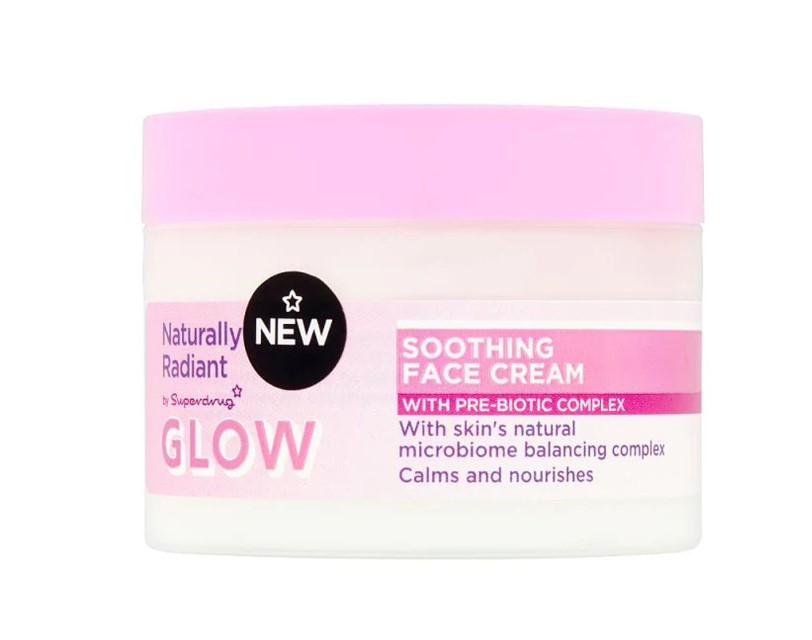 Naturally
Radiant
by Superdrug
GLOW
NEW
SOOTHING
FACE CREAM
WITH PRE-BIOTIC COMPLEX
With skin's natural
microbiome balancing complex
Calms and nourishes